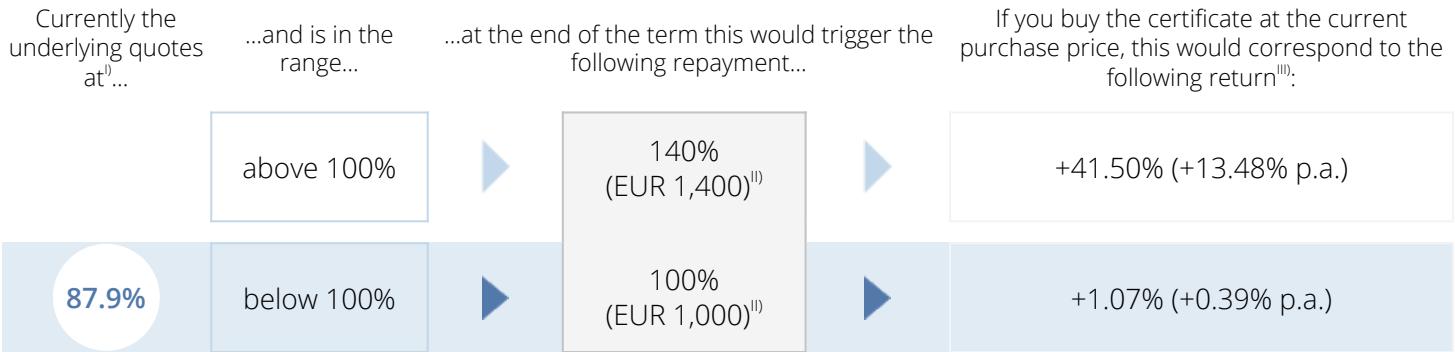 Currently the
underlying quotes
at I)...
...and is in the
range...
...at the end of the term this would trigger the
following repayment...
If you buy the certificate at the current
purchase price, this would correspond to the
following return III):
above 100%
140%
(EUR 1,400) II)
+41.50% (+13.48% p.a.)
87.9%
below 100%
100%
(EUR 1,000) II)
+1.07% (+0.39% p.a.)